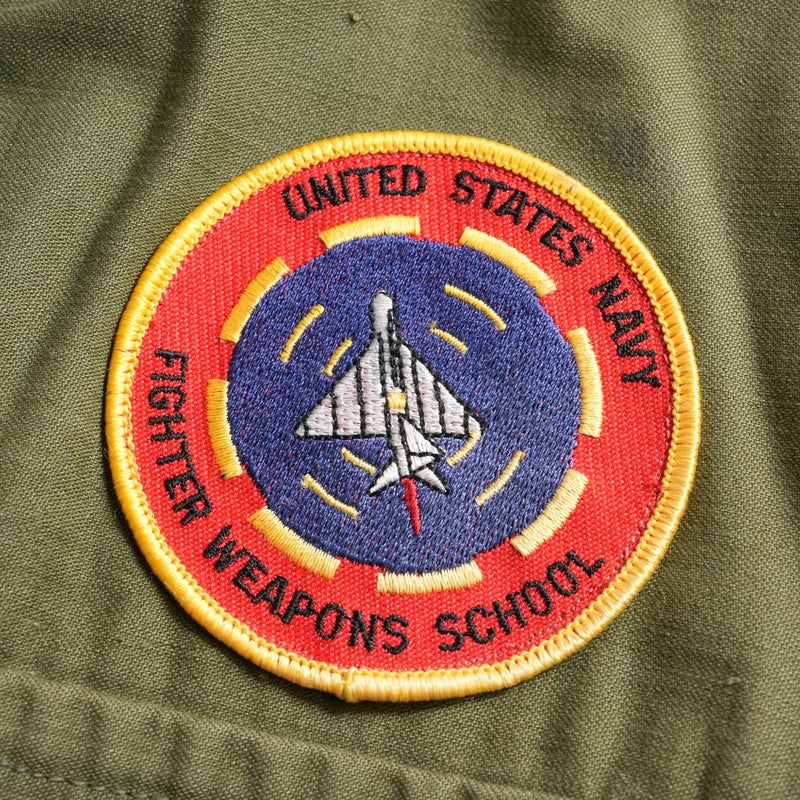 UNITED STATES NAVY
FIGHTER WEAPONS SCHOOL